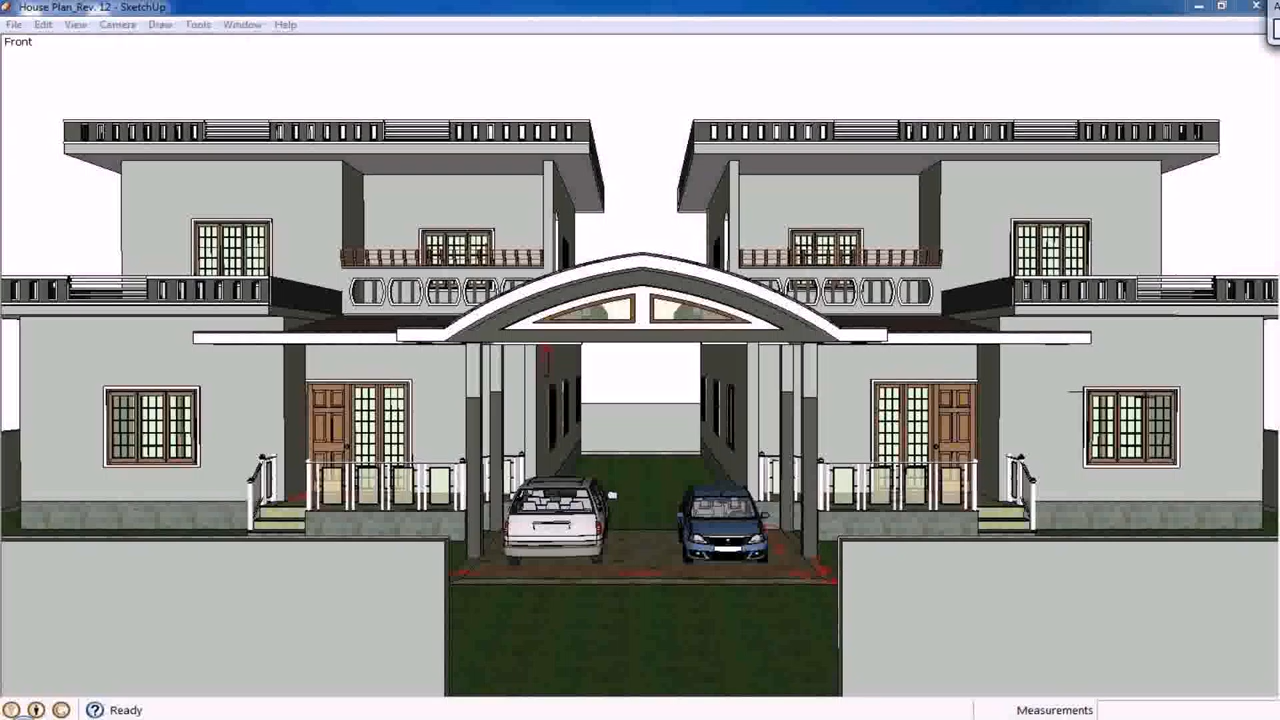 House Plan_Rev. 12 - SketchUp
File Edit View Camera Draw Tools Window Help
Front
Ready
Measurements